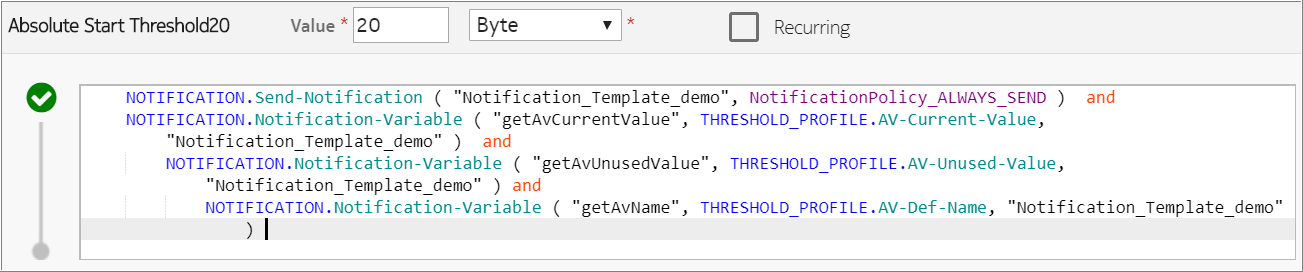 Absolute Start Threshold20 Value * 20 Byte * Recurring
NOTIFICATION.Send-Notification ( "Notification_Template_demo", NotificationPolicy_ALWAYS_SEND ) and
NOTIFICATION.Notification-Variable ( "getAvCurrentValue", THRESHOLD_PROFILE.AV-Current-Value,
"Notification_Template_demo" ) and
NOTIFICATION.Notification-Variable ( "getAvUnusedValue", THRESHOLD_PROFILE.AV-Unused-Value,
"Notification_Template_demo" ) and
NOTIFICATION.Notification-Variable ( "getAvName", THRESHOLD_PROFILE.AV-Def-Name, "Notification_Template_demo"
)